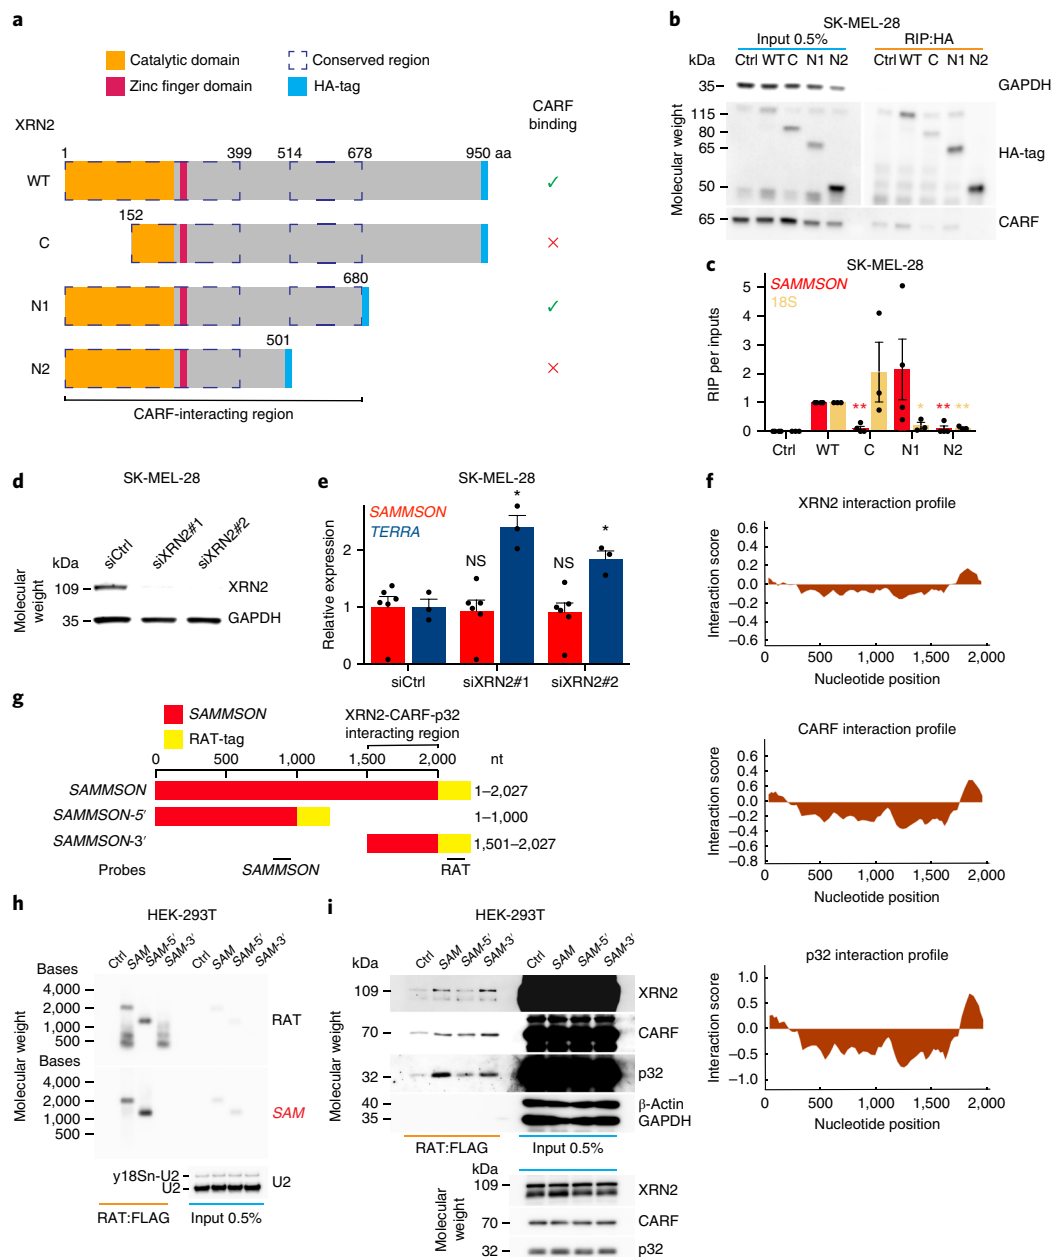 a
Catalytic domain
Conserved region
Zinc finger domain
HA-tag
XRN2
CARF
binding
1 399 514 678 950 aa
WT ✓
152
C ×
680
N1 ✓
501
N2 ×
CARF-interacting region
b
SK-MEL-28
Input 0.5% RIP:HA
kDa Ctrl WT C N1 N2 Ctrl WT C N1 N2
35 GAPDH
115
80
65
50
HA-tag
65 CARF
Molecular weight
c
SK-MEL-28
SAMMSON
18S
RIP per inputs
5
4
3
2
1
0
** * ** **
Ctrl WT C N1 N2
d
SK-MEL-28
siCtrl siXRN2#1 siXRN2#2
kDa
109 XRN2
35 GAPDH
Molecular
weight
e
SK-MEL-28
SAMMSON
TERRA
Relative expression
2
1
0
NS * NS *
siCtrl siXRN2#1 siXRN2#2
f
XRN2 interaction profile
Interaction score
0.6
0.4
0.2
0.0
−0.2
−0.4
−0.6
0 500 1,000 1,500 2,000
Nucleotide position
CARF interaction profile
Interaction score
0.6
0.6
0.4
0.2
0.0
−0.2
−0.4
−0.6
−0.8
0 500 1,000 1,500 2,000
Nucleotide position
p32 interaction profile
Interaction score
1.0
0.5
0.0
−0.5
−1.0
0 500 1,000 1,500 2,000
Nucleotide position
g
SAMMSON
RAT-tag
XRN2-CARF-p32
interacting region
0 500 1,000 1,500 2,000 nt
SAMMSON 1–2,027
SAMMSON-5′ 1–1,000
SAMMSON-3′ 1,501–2,027
Probes SAMMSON RAT
h
HEK-293T
Ctrl SAM SAM-5′ SAM-3′ Ctrl SAM SAM-5′ SAM-3′
Bases
4,000
2,000
1,000
500
RAT
Bases
4,000
2,000
1,000
500
SAM
Molecular weight
y18Sn-U2
U2
U2
RAT:FLAG Input 0.5%
i
HEK-293T
Ctrl SAM SAM-5′ SAM-3′ Ctrl SAM SAM-5′ SAM-3′
kDa
109 XRN2
70 CARF
32 p32
40 β-Actin
35 GAPDH
Molecular weight
RAT:FLAG Input 0.5%
kDa
109 XRN2
70 CARF
32 p32
Molecular
weight